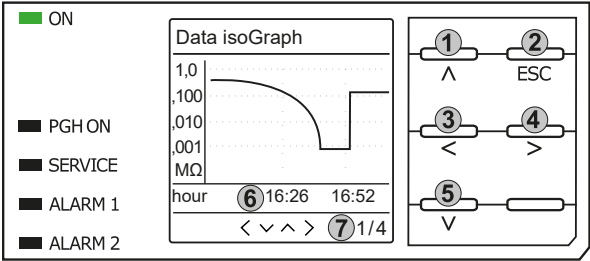 ON
PGH ON
SERVICE
ALARM 1
ALARM 2
Data isoGraph
1,0
,100
,010
,001
MΩ
hour 6 16:26 16:52
< ∨ ∧ > 7 1/4
1 2
∧ ESC
3 4
< >
5
∨